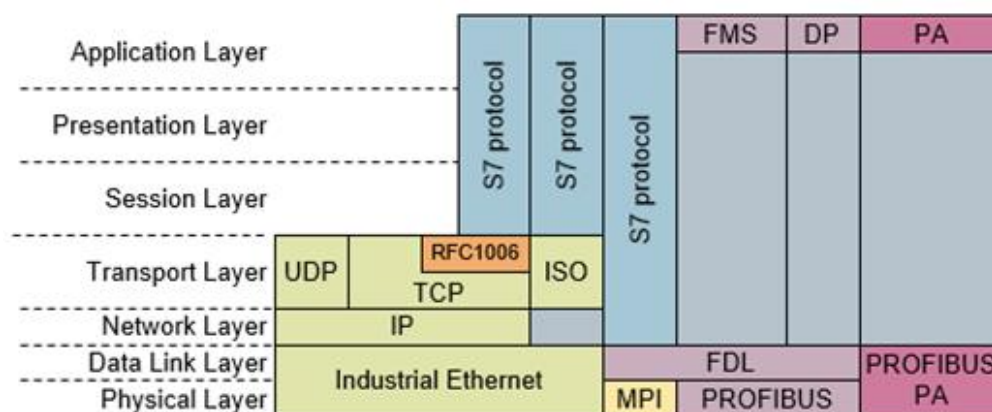 FMS DP PA
Application Layer
S7 protocol
S7 protocol
S7 protocol
Presentation Layer
Session Layer
Transport Layer
UDP
RFC1006
TCP
ISO
Network Layer
IP
Data Link Layer
Industrial Ethernet
FDL
PROFIBUS
PA
Physical Layer
MPI
PROFIBUS